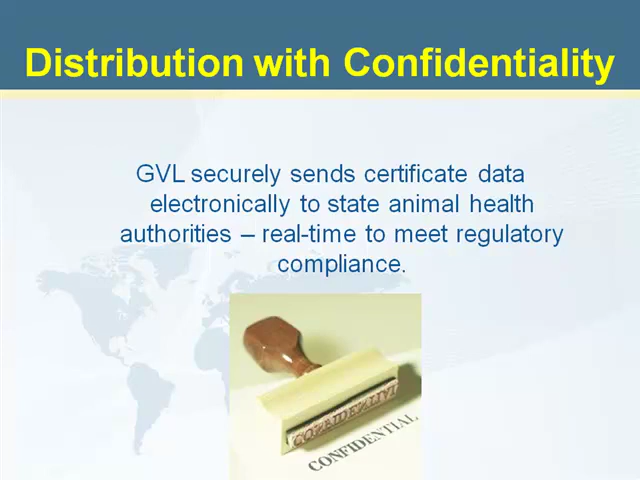 Distribution with Confidentiality
GVL securely sends certificate data
electronically to state animal health
authorities – real-time to meet regulatory
compliance.
CONFIDENTIAL